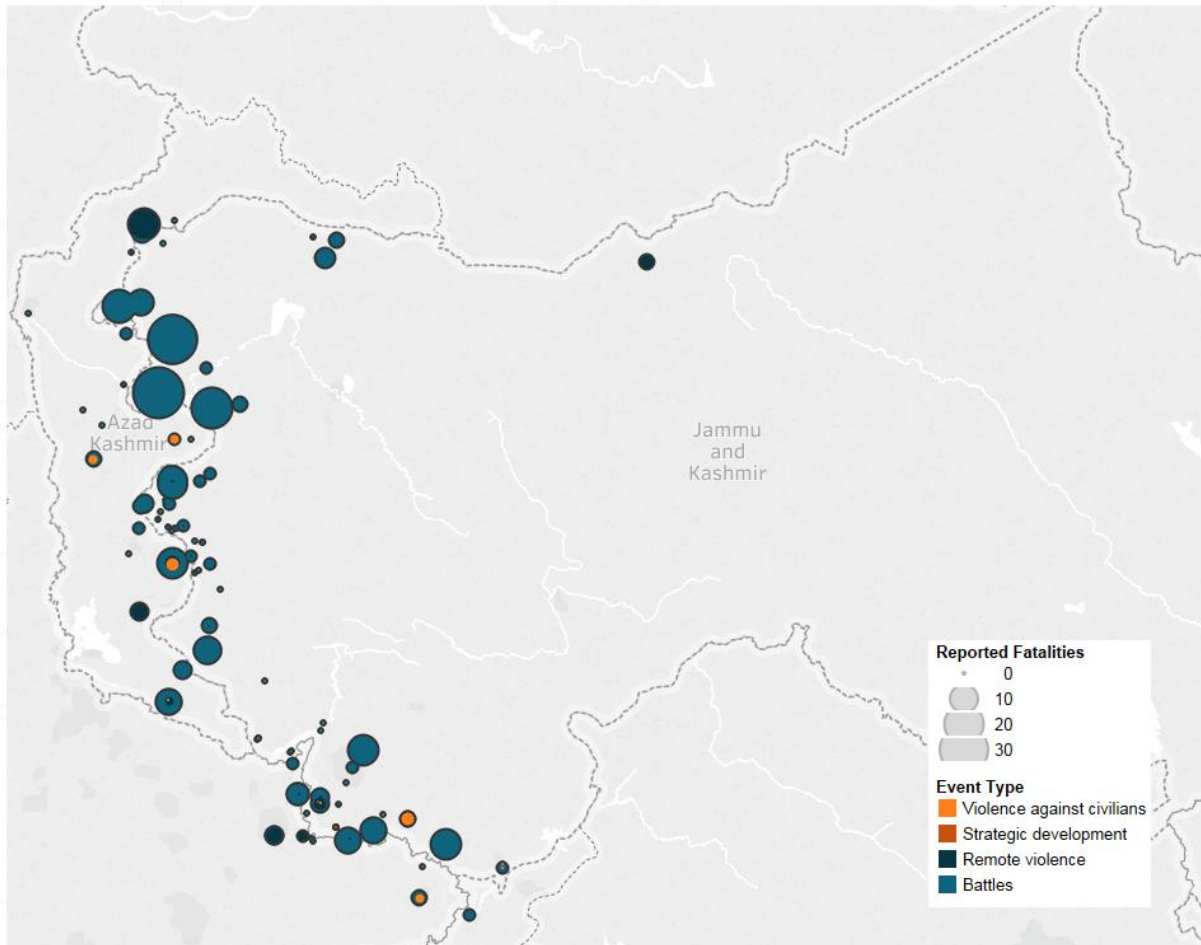 Azad
Kashmir
Jammu
and
Kashmir
Reported Fatalities
0
10
20
30
Event Type
Violence against civilians
Strategic development
Remote violence
Battles